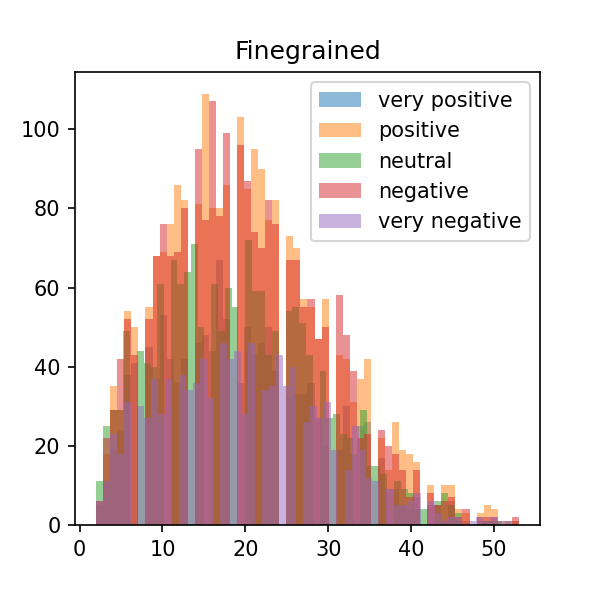 Finegrained
very positive
positive
neutral
negative
very negative
100
80
60
40
20
0
0 10 20 30 40 50